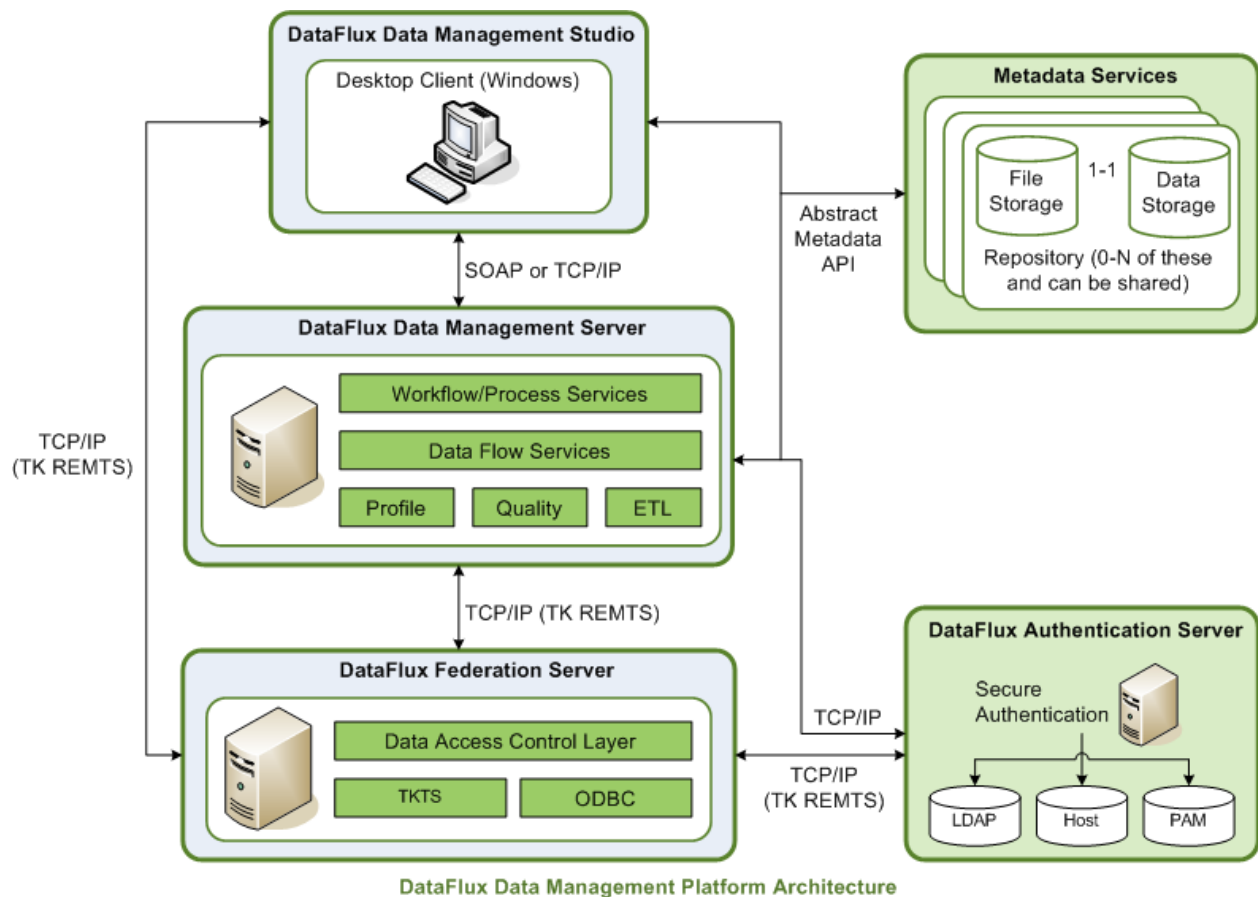 DataFlux Data Management Studio
Desktop Client (Windows)
Metadata Services
File
Storage
1-1
Data
Storage
Repository (0-N of these
and can be shared)
Abstract
Metadata
API
SOAP or TCP/IP
DataFlux Data Management Server
Workflow/Process Services
Data Flow Services
Profile
Quality
ETL
TCP/IP
(TK REMTS)
TCP/IP (TK REMTS)
DataFlux Federation Server
Data Access Control Layer
TKTS
ODBC
TCP/IP
TCP/IP
(TK REMTS)
DataFlux Authentication Server
Secure
Authentication
LDAP
Host
PAM
DataFlux Data Management Platform Architecture